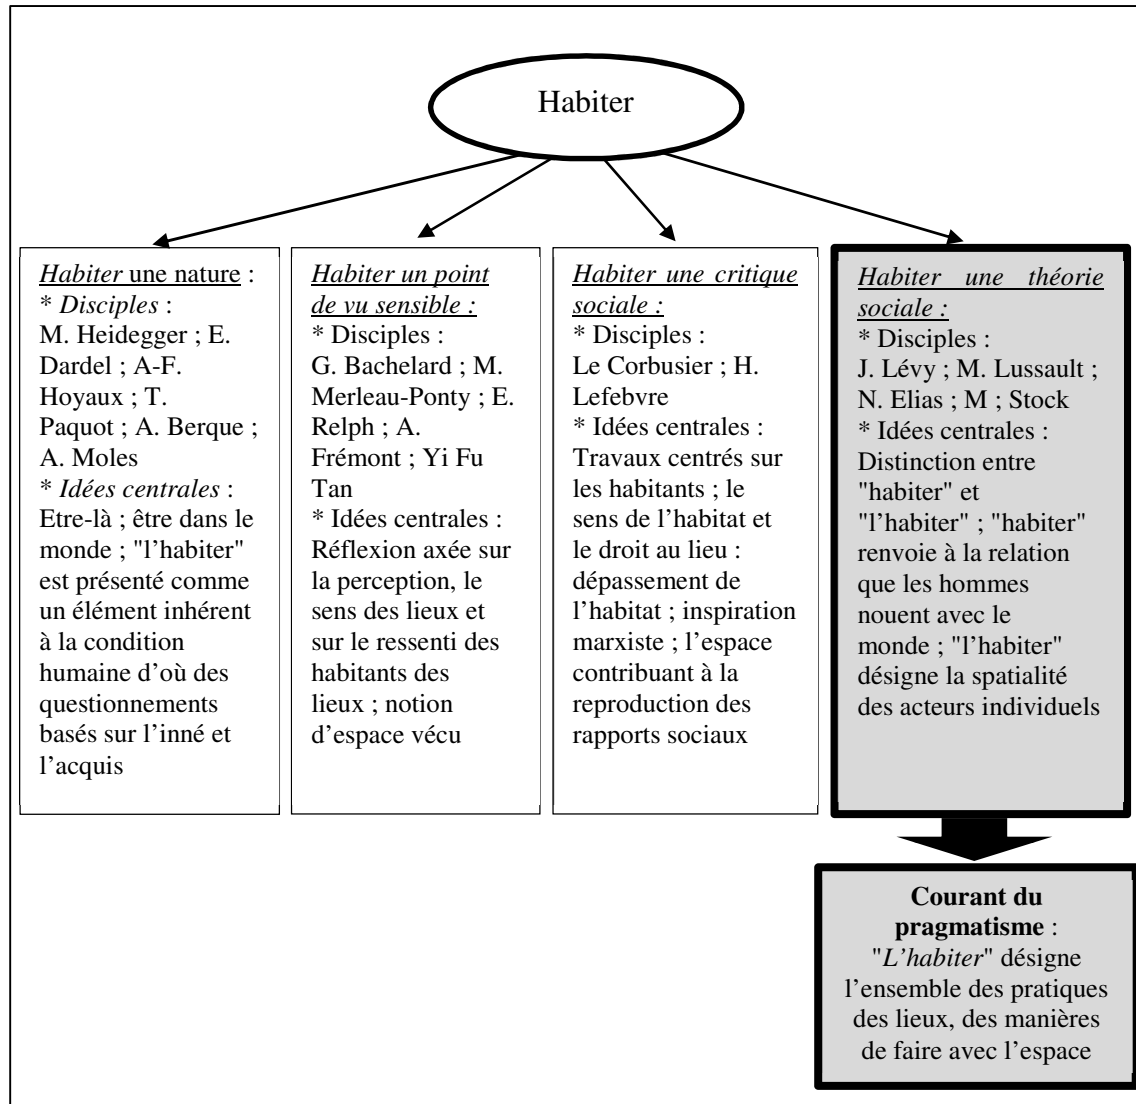 Habiter
Habiter une nature :
* Disciples :
M. Heidegger ; E.
Dardel ; A-F.
Hoyaux ; T.
Paquot ; A. Berque ;
A. Moles
* Idées centrales :
Etre-là ; être dans le
monde ; "l’habiter"
est présenté comme
un élément inhérent
à la condition
humaine d’où des
questionnements
basés sur l’inné et
l’acquis
Habiter un point
de vu sensible :
* Disciples :
G. Bachelard ; M.
Merleau-Ponty ; E.
Relph ; A.
Frémont ; Yi Fu
Tan
* Idées centrales :
Réflexion axée sur
la perception, le
sens des lieux et
sur le ressenti des
habitants des
lieux ; notion
d’espace vécu
Habiter une critique
sociale :
* Disciples :
Le Corbusier ; H.
Lefebvre
* Idées centrales :
Travaux centrés sur
les habitants ; le
sens de l’habitat et
le droit au lieu :
dépassement de
l’habitat ; inspiration
marxiste ; l’espace
contribuant à la
reproduction des
rapports sociaux
Habiter une théorie
sociale :
* Disciples :
J. Lévy ; M. Lussault ;
N. Elias ; M ; Stock
* Idées centrales :
Distinction entre
"habiter" et
"l’habiter" ; "habiter"
renvoie à la relation
que les hommes
nouent avec le
monde ; "l’habiter"
désigne la spatialité
des acteurs individuels
Courant du
pragmatisme :
"L’habiter" désigne
l’ensemble des pratiques
des lieux, des manières
de faire avec l’espace